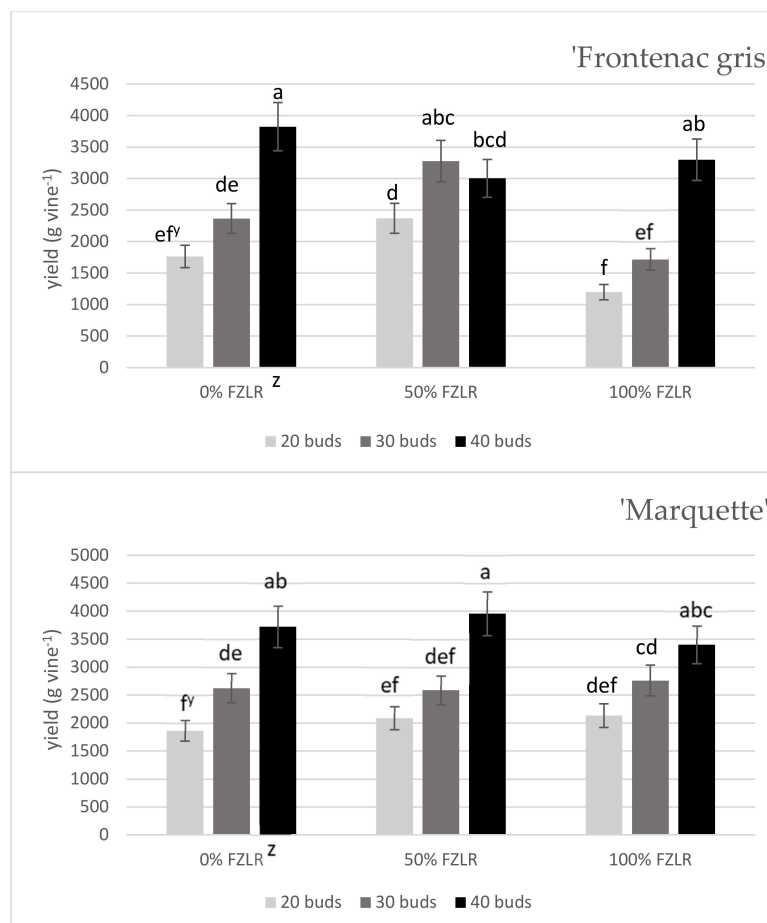 'Frontenac gris
4500
4000
3500
3000
2500
2000
1500
1000
500
0
yield (g vine⁻¹)
efʸ
de
a
d
abc
bcd
f
ef
ab
0% FZLR z
50% FZLR
100% FZLR
20 buds 30 buds 40 buds
'Marquette'
5000
4500
4000
3500
3000
2500
2000
1500
1000
500
0
yield (g vine⁻¹)
fʸ
de
ab
ef
def
a
def
cd
abc
0% FZLR z
50% FZLR
100% FZLR
20 buds 30 buds 40 buds